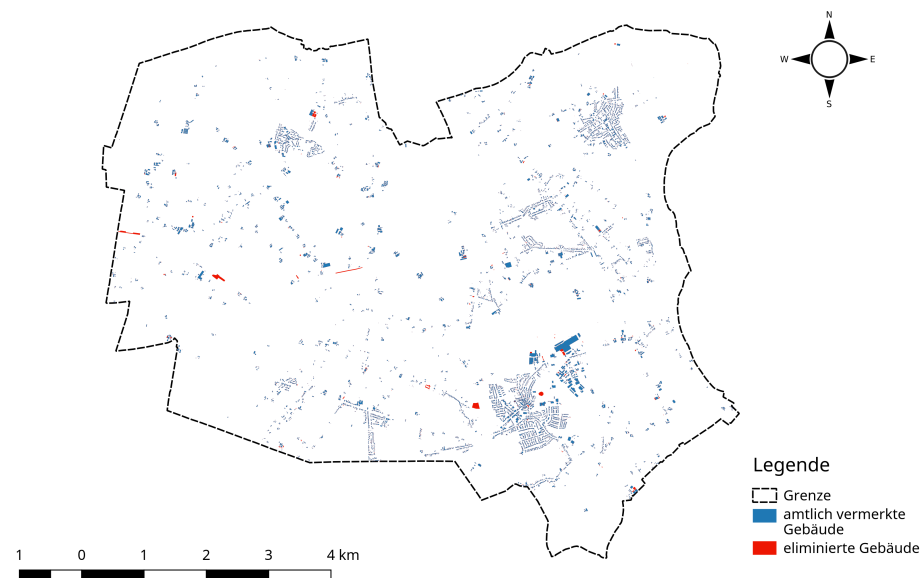 N
W E
S
Legende
Grenze
amtlich vermerkte
Gebäude
eliminierte Gebäude
1 0 1 2 3 4 km